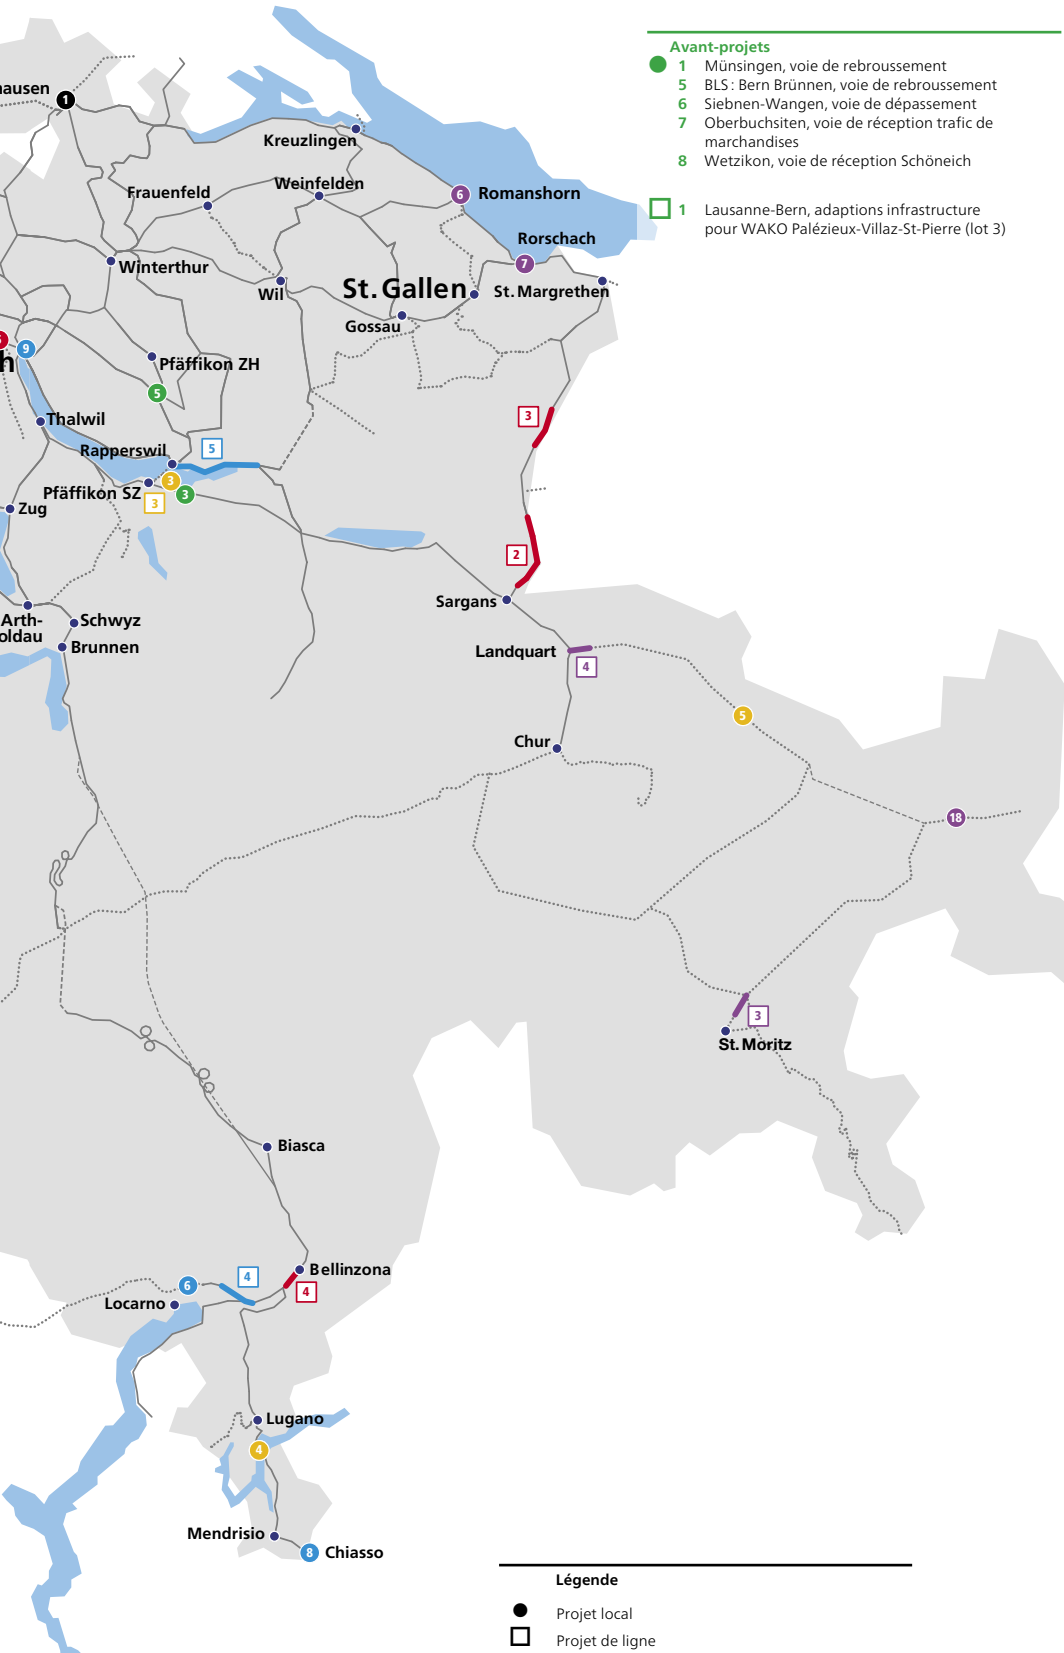 Avant-projets
1 Münsingen, voie de rebroussement
5 BLS: Bern Brünnen, voie de rebroussement
6 Siebnen-Wangen, voie de dépassement
7 Oberbuchsiten, voie de réception trafic de
marchandises
8 Wetzikon, voie de réception Schöneich
1 Lausanne-Bern, adaptions infrastructure
pour WAKO Palézieux-Villaz-St-Pierre (lot 3)
hausen
1
Kreuzlingen
Frauenfeld
Weinfelden
6 Romanshorn
Rorschach
7
Winterthur
Wil
St. Gallen
St. Margrethen
Gossau
9
h
Pfäffikon ZH
5
3
Thalwil
Rapperswil
5
3
Pfäffikon SZ
3
3
Zug
2
Sargans
Arth-
oldau
Schwyz
Brunnen
Landquart
4
5
Chur
18
3
St. Moritz
Biasca
Bellinzona
6
4
4
Locarno
Lugano
4
Mendrisio
8 Chiasso
Légende
Projet local
Projet de ligne